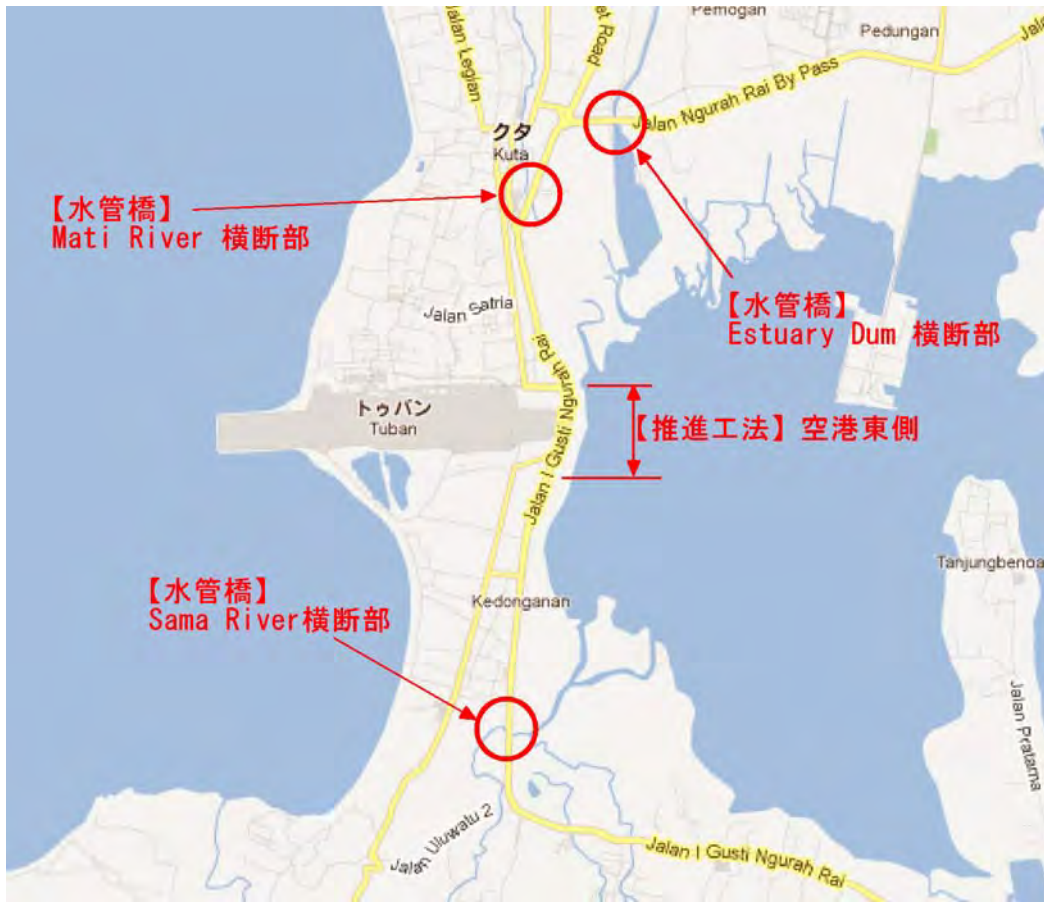 Pemogan
Pedungan
Jalan Legian
et Road
Jala
Jalan Ngurah Rai By Pass
クタ
Kuta
【水管橋】
Mati River 横断部
【水管橋】
Estuary Dum 横断部
Jalan Satria
Jalan I Gusti Ngurah Rai
トゥバン
Tuban
【推進工法】空港東側
Tanjungbenoa
【水管橋】
Sama River横断部
Kedonganan
Jalan Pratama
Jalan Uluwatu 2
Jalan I Gusti Ngurah Rai